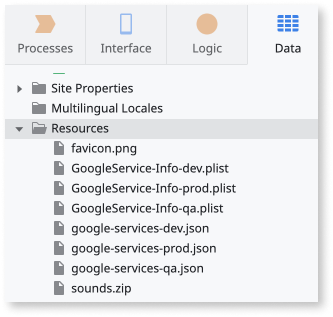 Processes
Interface
Logic
Data
Site Properties
Multilingual Locales
Resources
favicon.png
GoogleService-Info-dev.plist
GoogleService-Info-prod.plist
GoogleService-Info-qa.plist
google-services-dev.json
google-services-prod.json
google-services-qa.json
sounds.zip